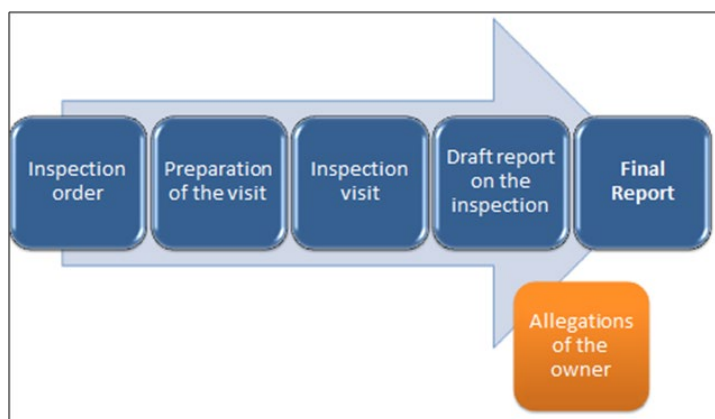 Inspection
order
Preparation
of the visit
Inspection
visit
Draft report
on the
inspection
Final
Report
Allegations
of the
owner